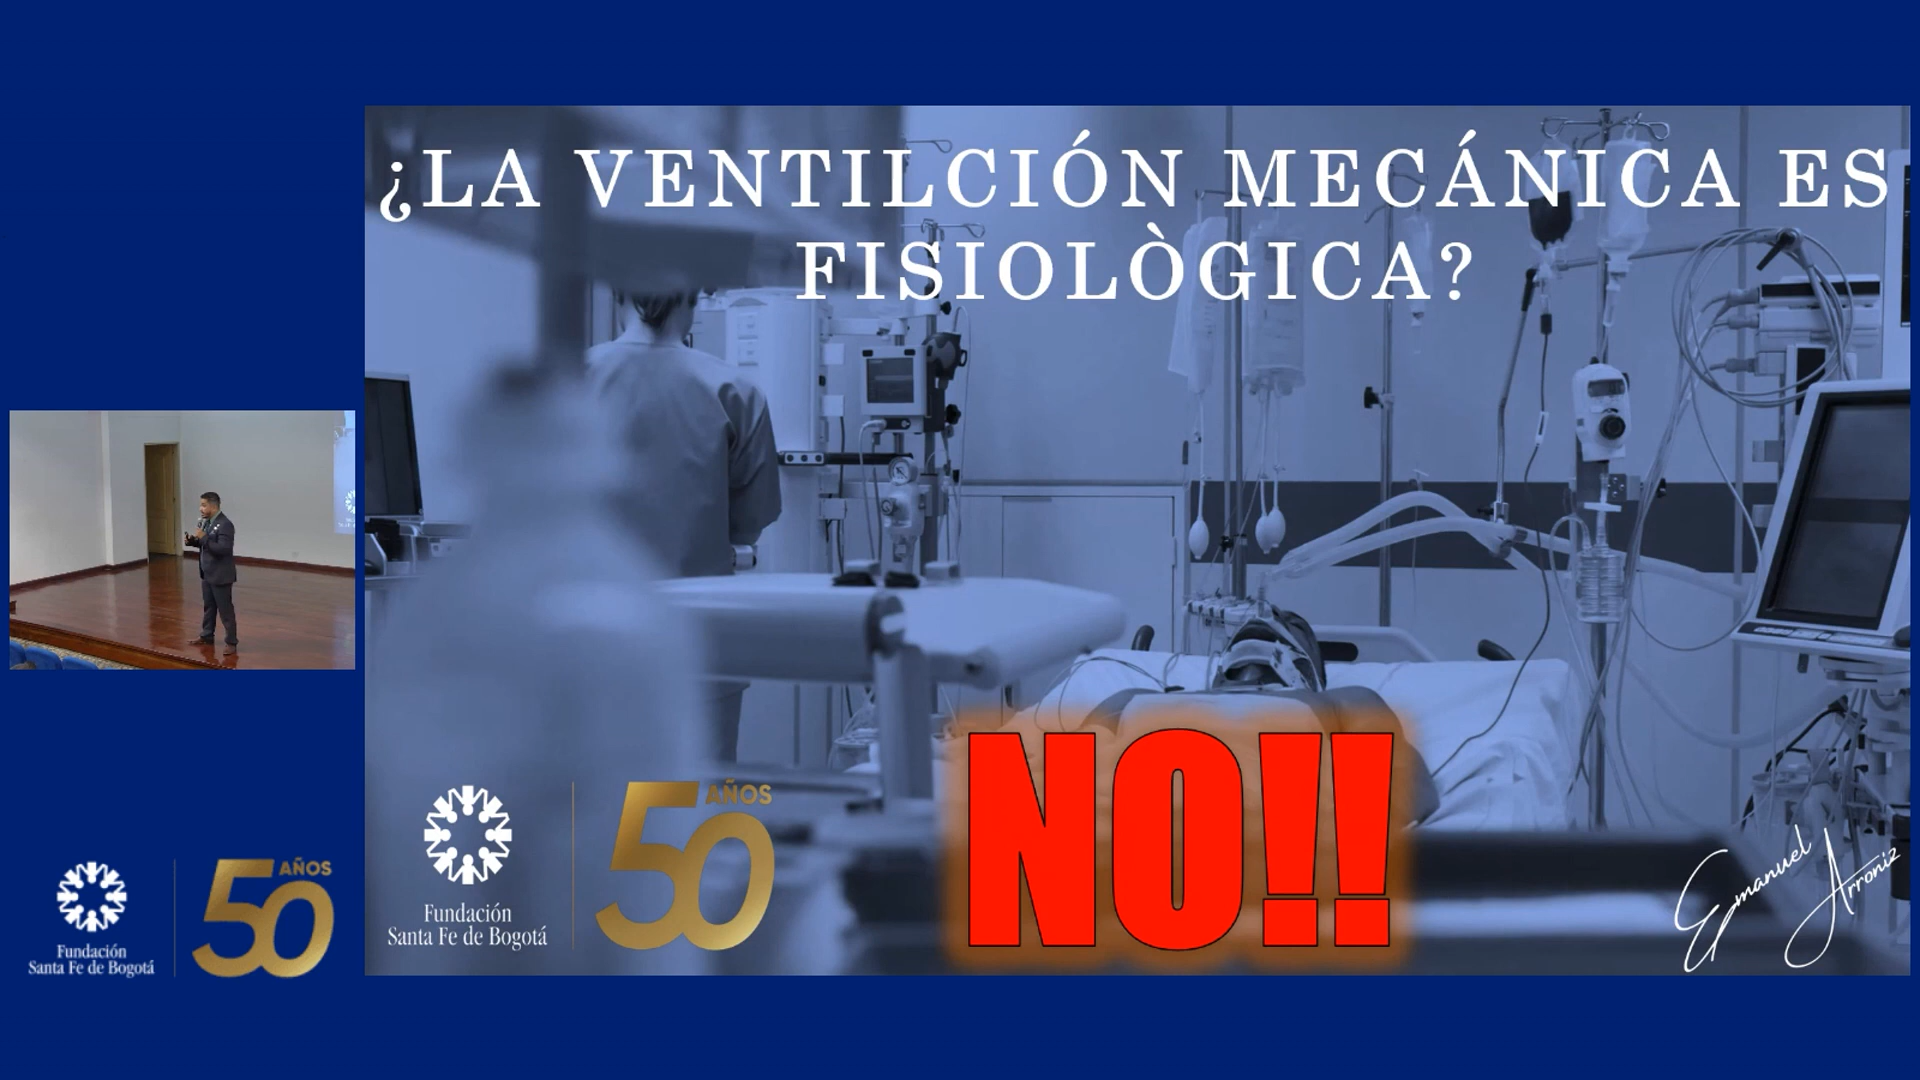 ¿LA VENTILCIÓN MECÁNICA ES
FISIOLÒGICA?
NO!!
Fundación
Santa Fe de Bogotá
50
AÑOS
Emanuel
Arroniz
Fundación
Santa Fe de Bogotá
50
AÑOS